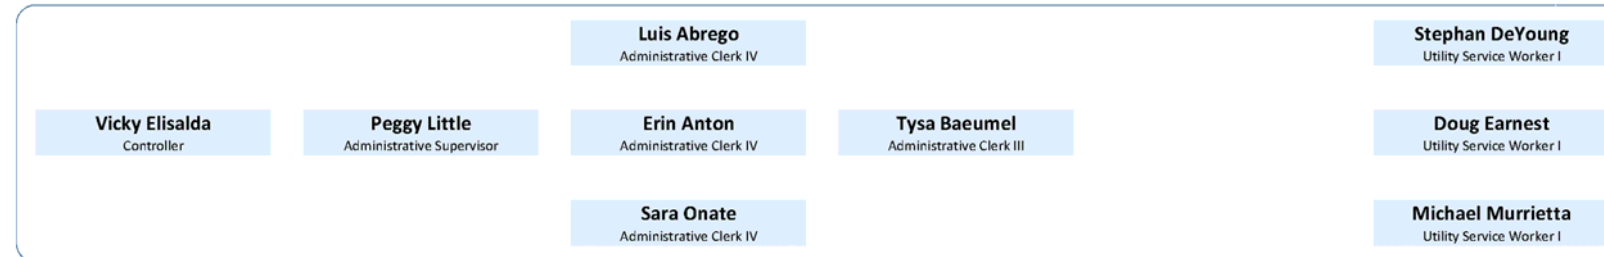 Luis Abrego
Administrative Clerk IV
Stephan DeYoung
Utility Service Worker I
Vicky Elisalda
Controller
Peggy Little
Administrative Supervisor
Erin Anton
Administrative Clerk IV
Tysa Baeumel
Administrative Clerk III
Doug Earnest
Utility Service Worker I
Sara Onate
Administrative Clerk IV
Michael Murrietta
Utility Service Worker I